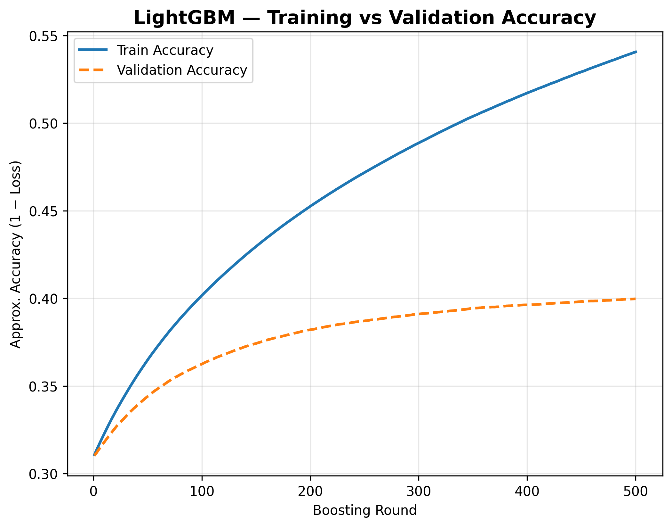 LightGBM — Training vs Validation Accuracy
Train Accuracy
Validation Accuracy
Approx. Accuracy (1 − Loss)
0.55
0.50
0.45
0.40
0.35
0.30
0 100 200 300 400 500
Boosting Round